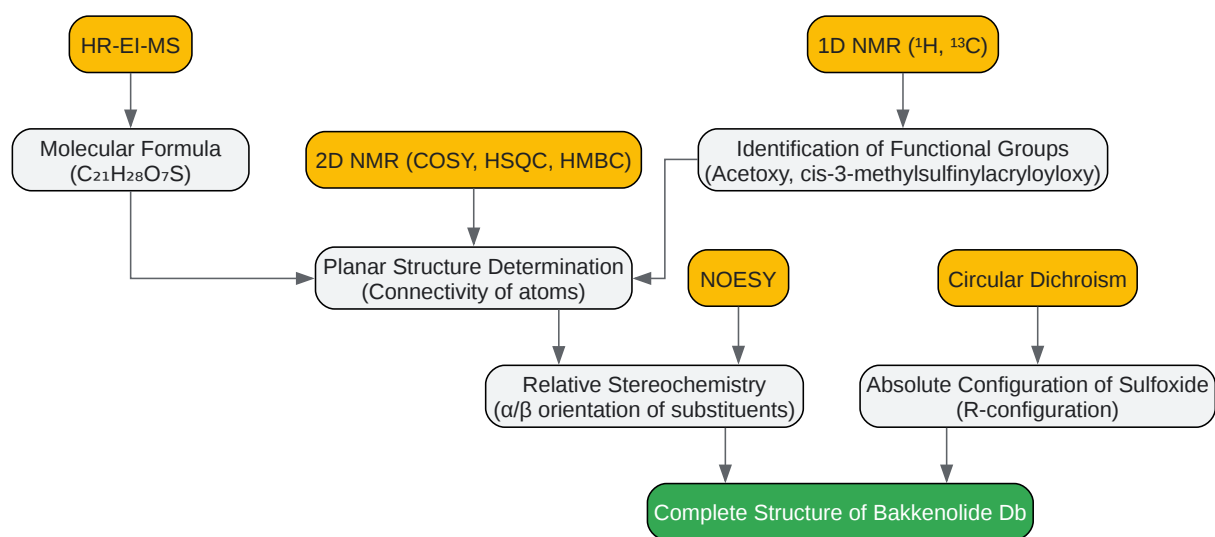 HR-EI-MS
1D NMR (¹H, ¹³C)
Molecular Formula
(C₂₁H₂₈O₇S)
2D NMR (COSY, HSQC, HMBC)
Identification of Functional Groups
(Acetoxy, cis-3-methylsulfinylacryloyloxy)
Planar Structure Determination
(Connectivity of atoms)
NOESY
Circular Dichroism
Relative Stereochemistry
(α/β orientation of substituents)
Absolute Configuration of Sulfoxide
(R-configuration)
Complete Structure of Bakkenolide Db